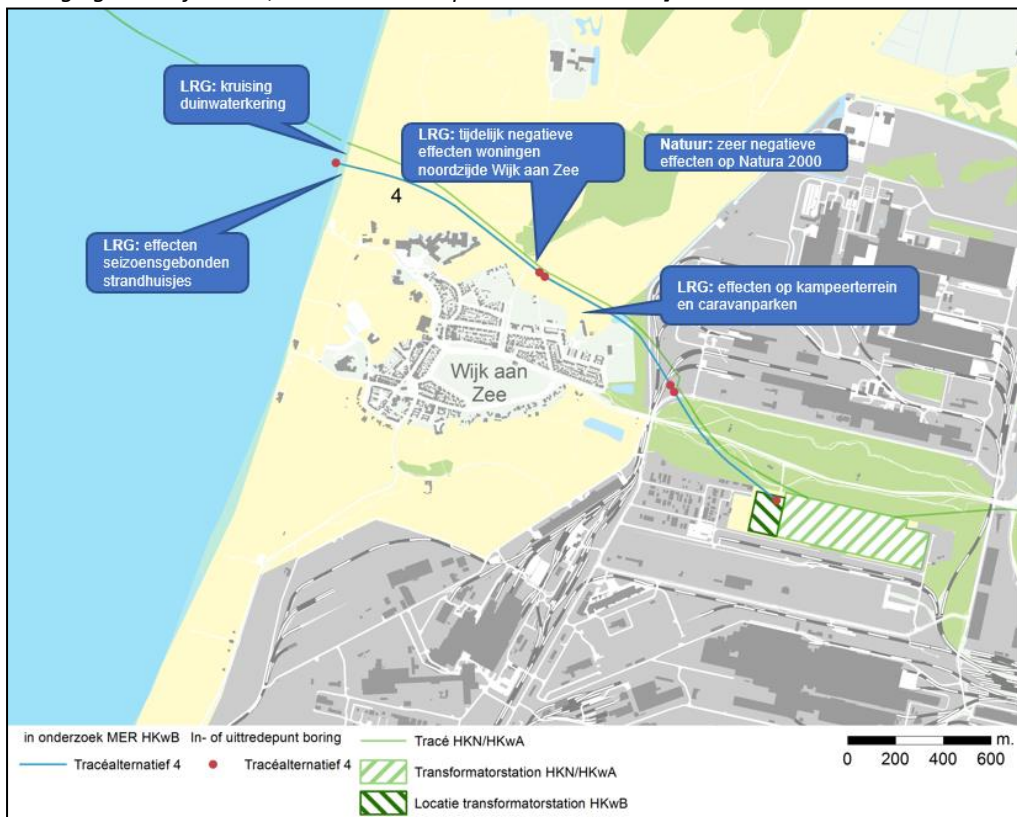 LRG: kruising
duinwaterkering
LRG: tijdelijk negatieve
effecten woningen
noordzijde Wijk aan Zee
Natuur: zeer negatieve
effecten op Natura 2000
4
LRG: effecten
seizoensgebonden
strandhuisjes
LRG: effecten op kampeerterrein
en caravanparken
Wijk aan
Zee
in onderzoek MER HKwB
Tracéalternatief 4
In- of uittredepunt boring
Tracéalternatief 4
Tracé HKN/HKwA
Transformatorstation HKN/HKwA
Locatie transformatorstation HKwB
m.
0 200 400 600